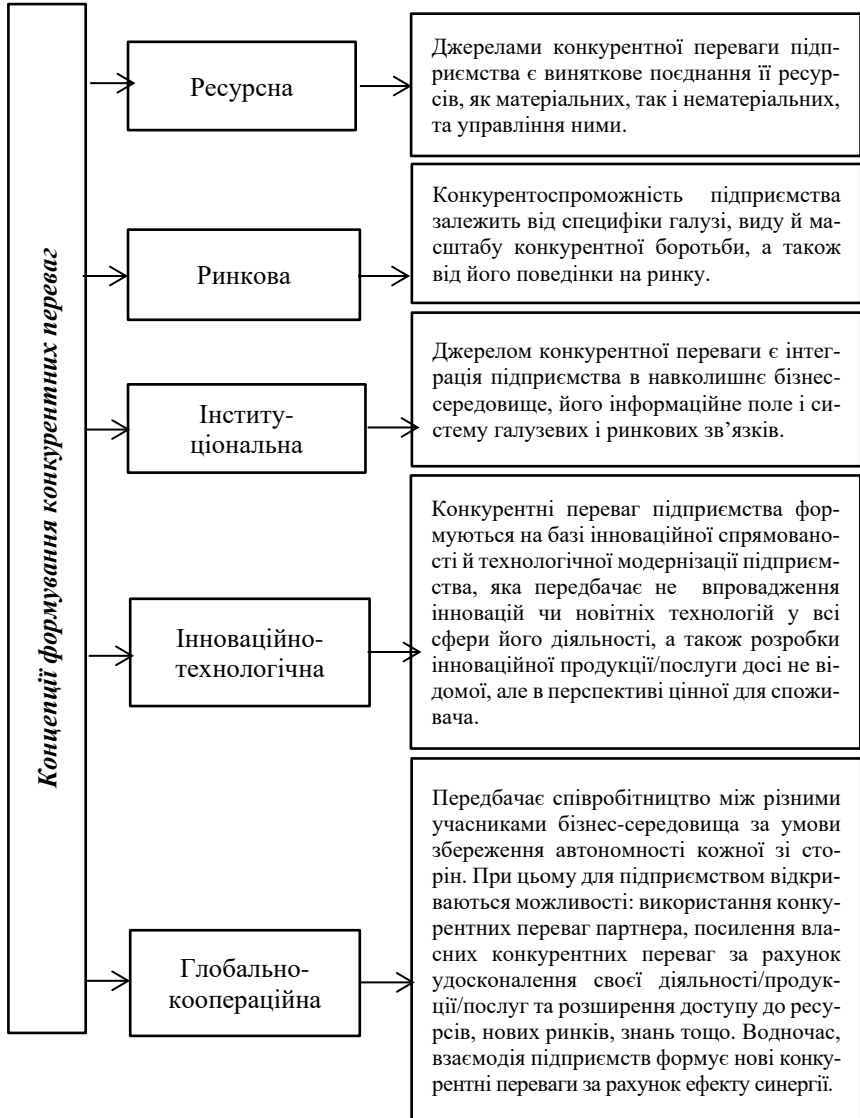 Концепції формування конкурентних переваг
Ресурсна
Джерелами конкурентної переваги підпри-
ємства є виняткове поєднання її ресур-
сів, як матеріальних, так і нематеріальних,
та управління ними.
Ринкова
Конкурентоспроможність підприємства
залежить від специфіки галузі, виду й ма-
сштабу конкурентної боротьби, а також
від його поведінки на ринку.
Інститу-
ціональна
Джерелом конкурентної переваги є інтег-
рація підприємства в навколишнє бізнес-
середовище, його інформаційне поле і си-
стему галузевих і ринкових зв’язків.
Інноваційно-
технологічна
Конкурентні переваг підприємства фор-
муються на базі інноваційної спрямовано-
сті й технологічної модернізації підприєм-
ства, яка передбачає не впровадження
інновацій чи новітніх технологій у всі
сфери його діяльності, а також розробки
інноваційної продукції/послуги досі не ві-
домої, але в перспективі цінної для спожи-
вача.
Глобально-
коопераційна
Передбачає співробітництво між різними
учасниками бізнес-середовища за умови
збереження автономності кожної зі сто-
рін. При цьому для підприємством відкри-
ваються можливості: використання конку-
рентних переваг партнера, посилення вла-
сних конкурентних переваг за рахунок
удосконалення своєї діяльності/продук-
ції/послуг та розширення доступу до ресу-
рсів, нових ринків, знань тощо. Водночас,
взаємодія підприємств формує нові конку-
рентні переваги за рахунок ефекту синергії.